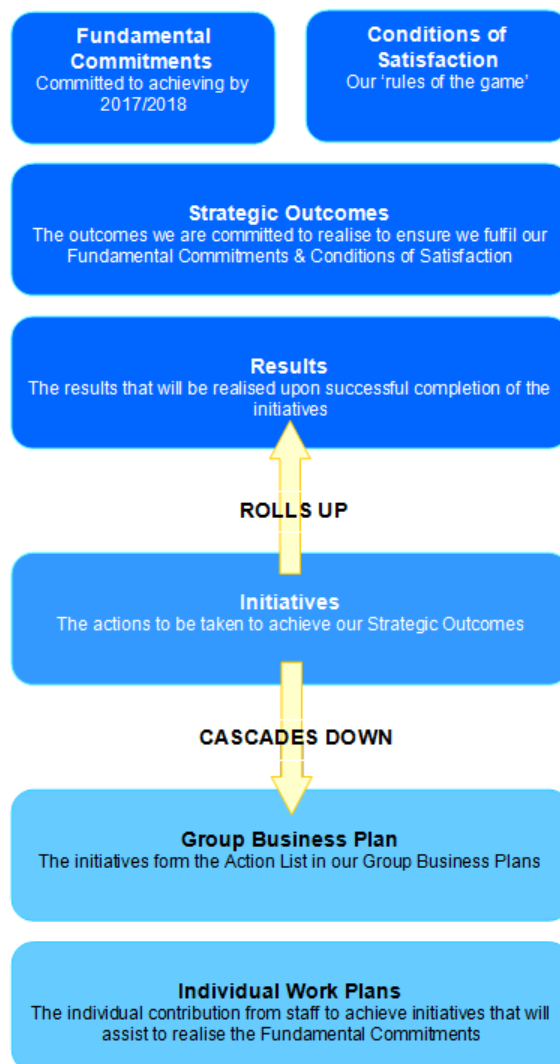 Fundamental
Commitments
Committed to achieving by
2017/2018
Conditions of
Satisfaction
Our ‘rules of the game’
Strategic Outcomes
The outcomes we are committed to realise to ensure we fulfil our
Fundamental Commitments & Conditions of Satisfaction
Results
The results that will be realised upon successful completion of the
initiatives
ROLLS UP
Initiatives
The actions to be taken to achieve our Strategic Outcomes
CASCADES DOWN
Group Business Plan
The initiatives form the Action List in our Group Business Plans
Individual Work Plans
The individual contribution from staff to achieve initiatives that will
assist to realise the Fundamental Commitments